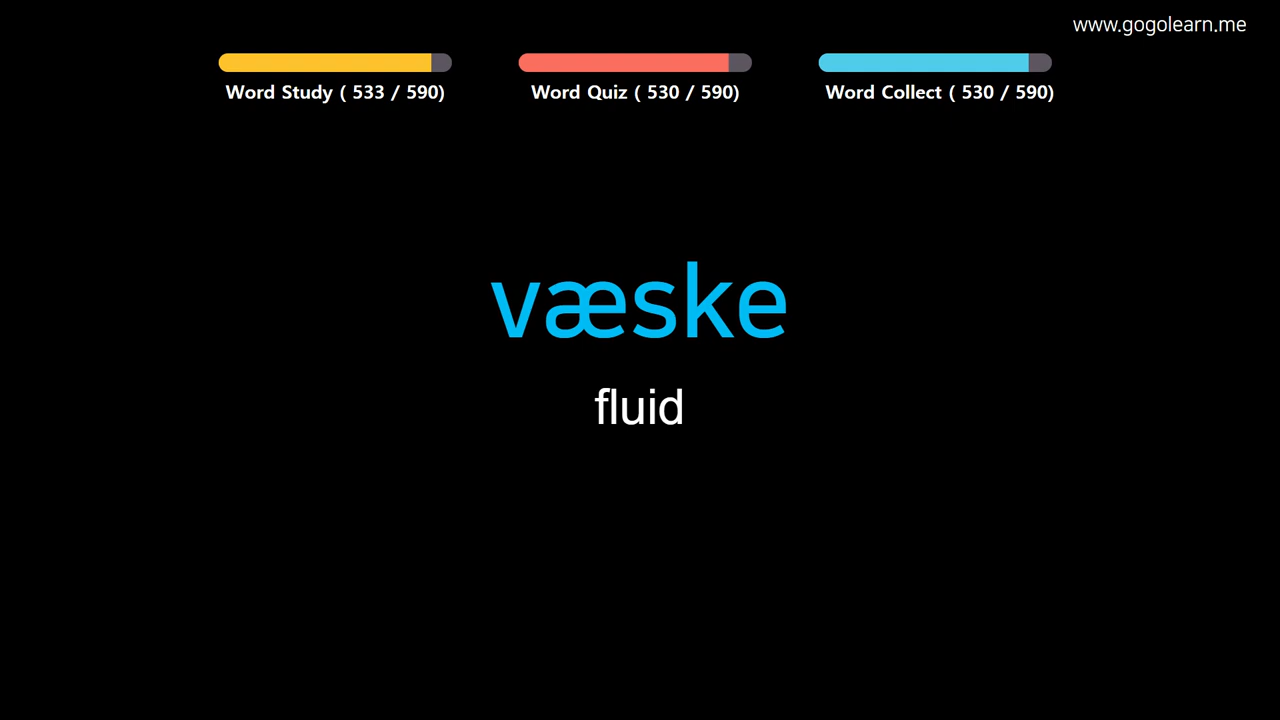 www.gogolearn.me
Word Study ( 533 / 590)
Word Quiz ( 530 / 590)
Word Collect ( 530 / 590)
væske
fluid